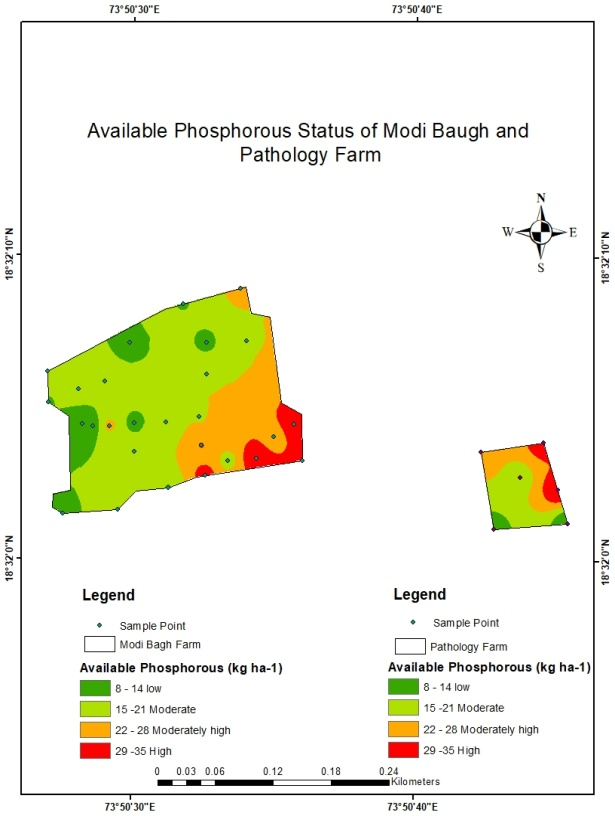 73°50'30"E 73°50'40"E
Available Phosphorous Status of Modi Baugh and
Pathology Farm
N
W E
S
18°32'10"N 18°32'10"N
18°32'0"N 18°32'0"N
Legend
Sample Point
Modi Bagh Farm
Available Phosphorous (kg ha-1)
8 - 14 low
15 -21 Moderate
22 - 28 Moderately high
29 -35 High
Legend
Sample Point
Pathology Farm
Available Phosphorous (kg ha-1)
8 - 14 low
15 -21 Moderate
22 - 28 Moderately high
29 -35 High
0 0.03 0.06 0.12 0.18 0.24
Kilometers
73°50'30"E 73°50'40"E